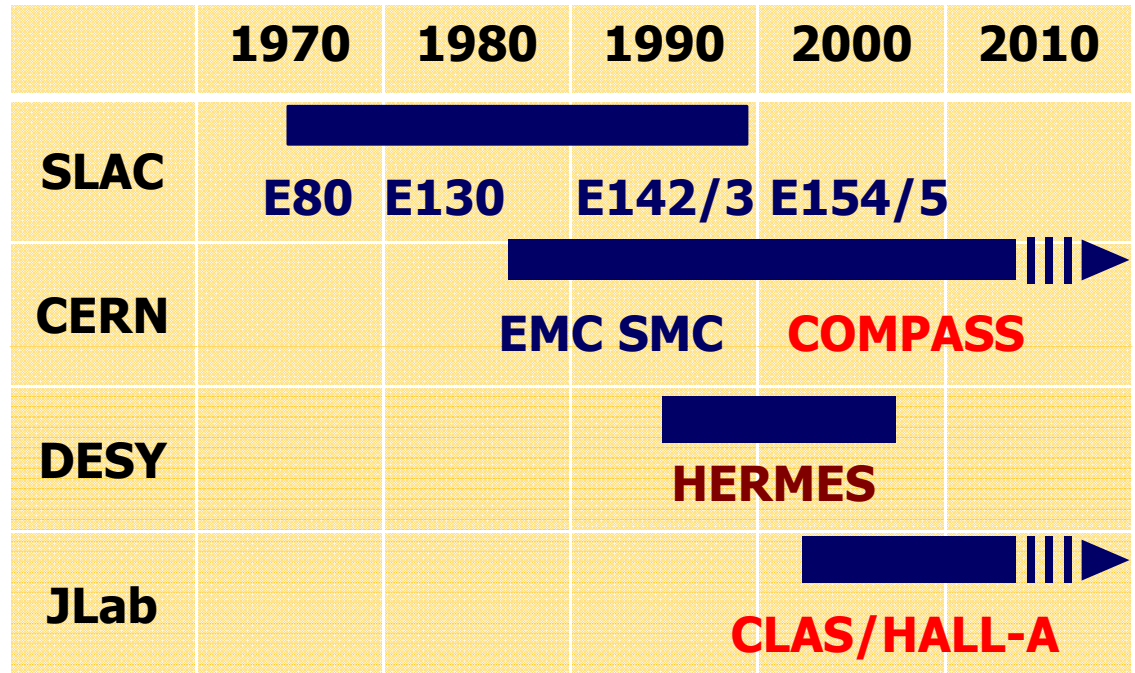 1970 1980 1990 2000 2010
SLAC
E80 E130 E142/3 E154/5
CERN
EMC SMC COMPASS
DESY
HERMES
JLab
CLAS/HALL-A